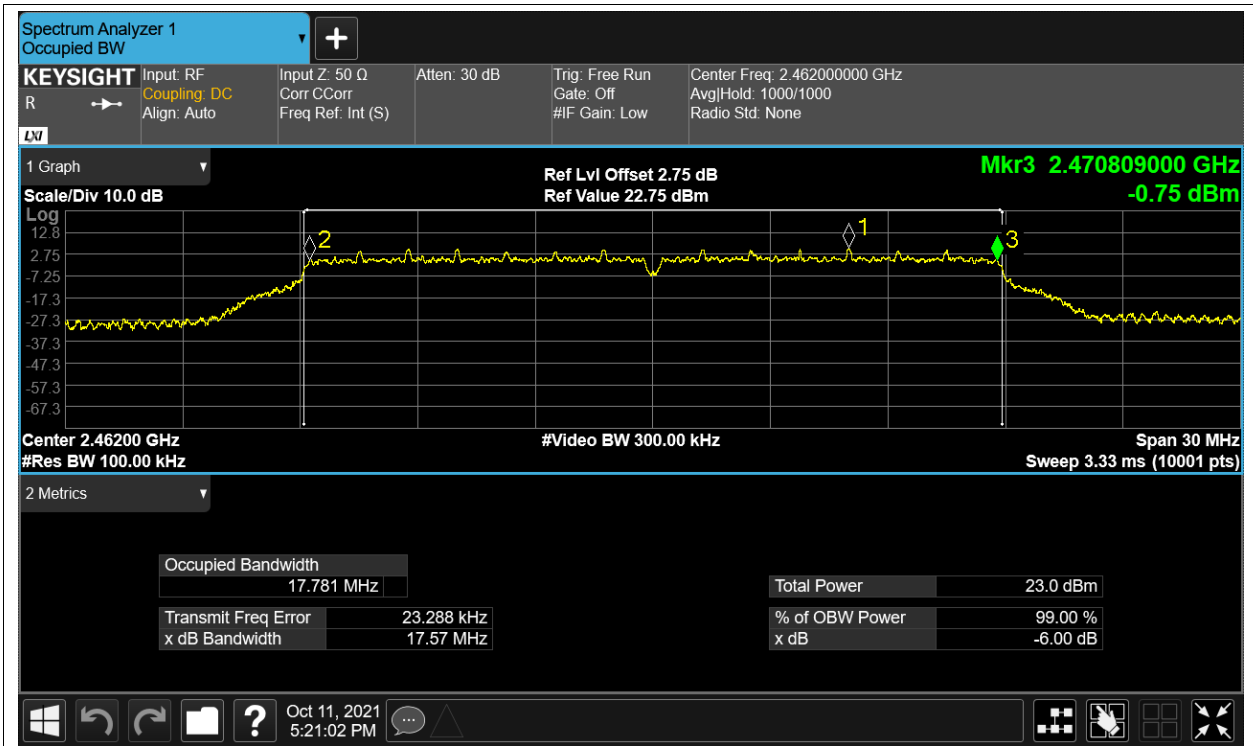 Spectrum Analyzer 1
Occupied BW
KEYSIGHT
R
LXI
Input: RF
Coupling: DC
Align: Auto
Input Z: 50 Ω
Corr CCorr
Freq Ref: Int (S)
Atten: 30 dB
Trig: Free Run
Gate: Off
#IF Gain: Low
Center Freq: 2.462000000 GHz
Avg|Hold: 1000/1000
Radio Std: None
1 Graph
Scale/Div 10.0 dB
Ref Lvl Offset 2.75 dB
Ref Value 22.75 dBm
Mkr3 2.470809000 GHz
-0.75 dBm
Log
12.8
2.75
-7.25
-17.3
-27.3
-37.3
-47.3
-57.3
-67.3
2
1
3
Center 2.46200 GHz
#Res BW 100.00 kHz
#Video BW 300.00 kHz
Span 30 MHz
Sweep 3.33 ms (10001 pts)
2 Metrics
Occupied Bandwidth
17.781 MHz
Transmit Freq Error 23.288 kHz
x dB Bandwidth 17.57 MHz
Total Power 23.0 dBm
% of OBW Power 99.00 %
x dB -6.00 dB
?
Oct 11, 2021
5:21:02 PM